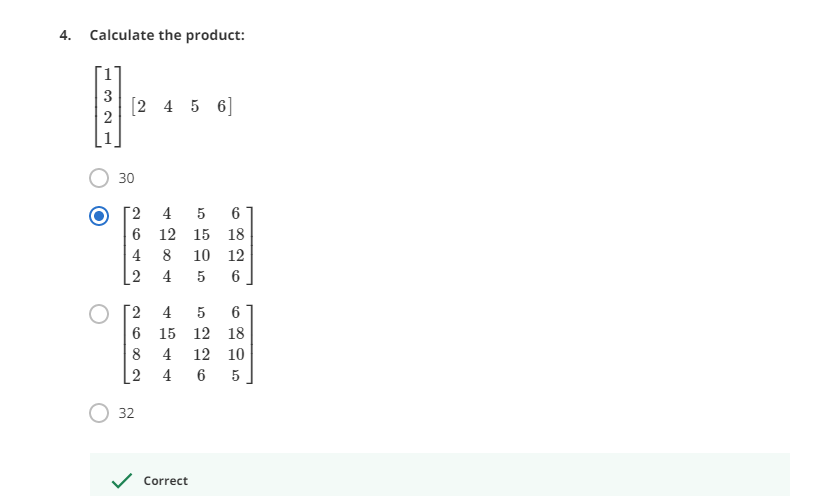 4. Calculate the product:
1
3
2
1
[2 4 5 6]
30
2 4 5 6
6 12 15 18
4 8 10 12
2 4 5 6
2 4 5 6
6 15 12 18
8 4 12 10
2 4 6 5
32
Correct